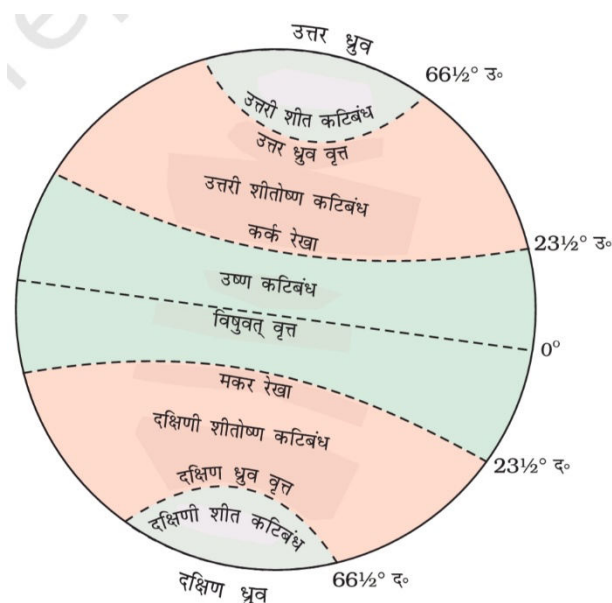 उत्तर ध्रुव
66½° उ॰
उत्तरी शीत कटिबंध
उत्तर ध्रुव वृत्त
उत्तरी शीतोष्ण कटिबंध
कर्क रेखा
23½° उ॰
उष्ण कटिबंध
विषुवत् वृत्त
0°
मकर रेखा
दक्षिणी शीतोष्ण कटिबंध
23½° द॰
दक्षिण ध्रुव वृत्त
दक्षिणी शीत कटिबंध
66½° द॰
दक्षिण ध्रुव